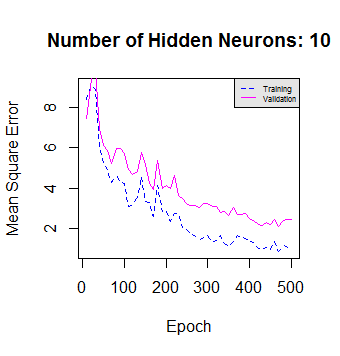 Number of Hidden Neurons: 10
Training
Validation
Mean Square Error
8
6
4
2
0 100 200 300 400 500
Epoch